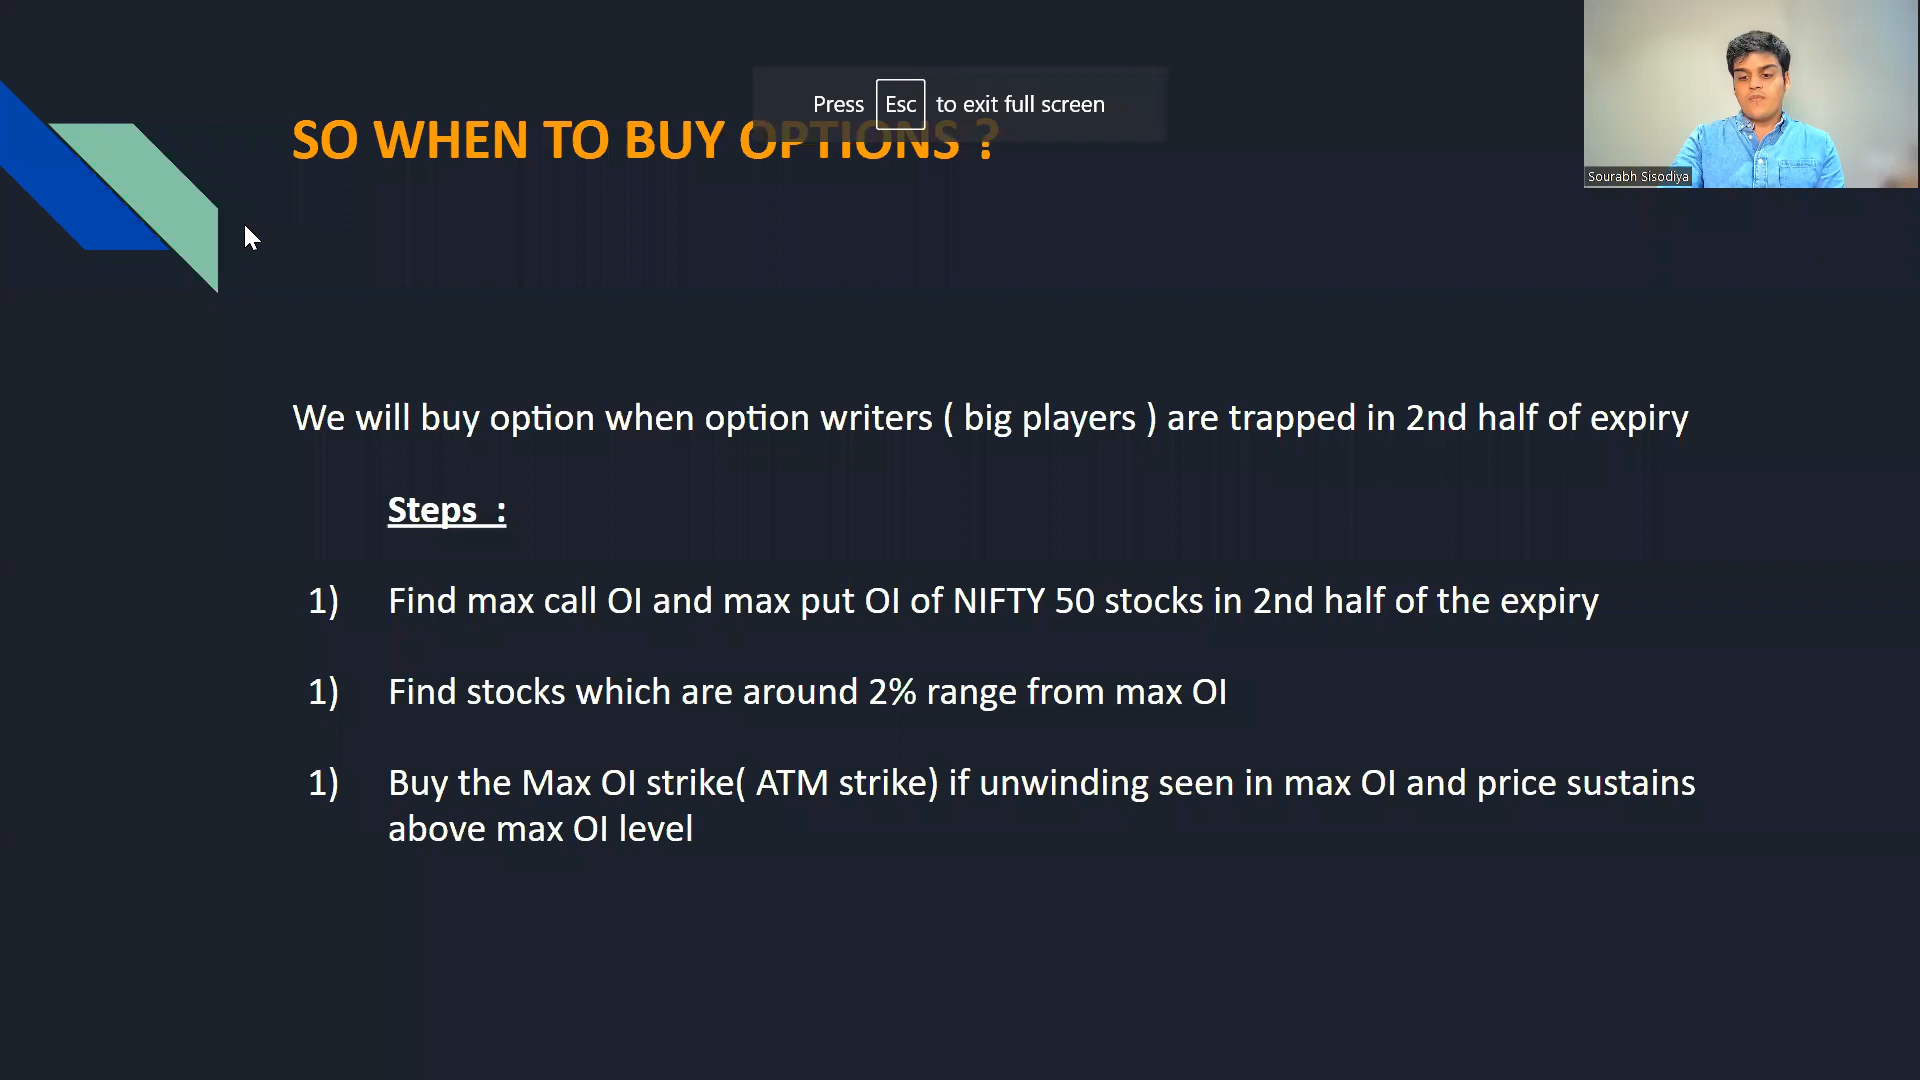 Press Esc to exit full screen
SO WHEN TO BUY OPTIONS ?
Sourabh Sisodiya
We will buy option when option writers ( big players ) are trapped in 2nd half of expiry
Steps :
1) Find max call OI and max put OI of NIFTY 50 stocks in 2nd half of the expiry
1) Find stocks which are around 2% range from max OI
1) Buy the Max OI strike( ATM strike) if unwinding seen in max OI and price sustains
above max OI level